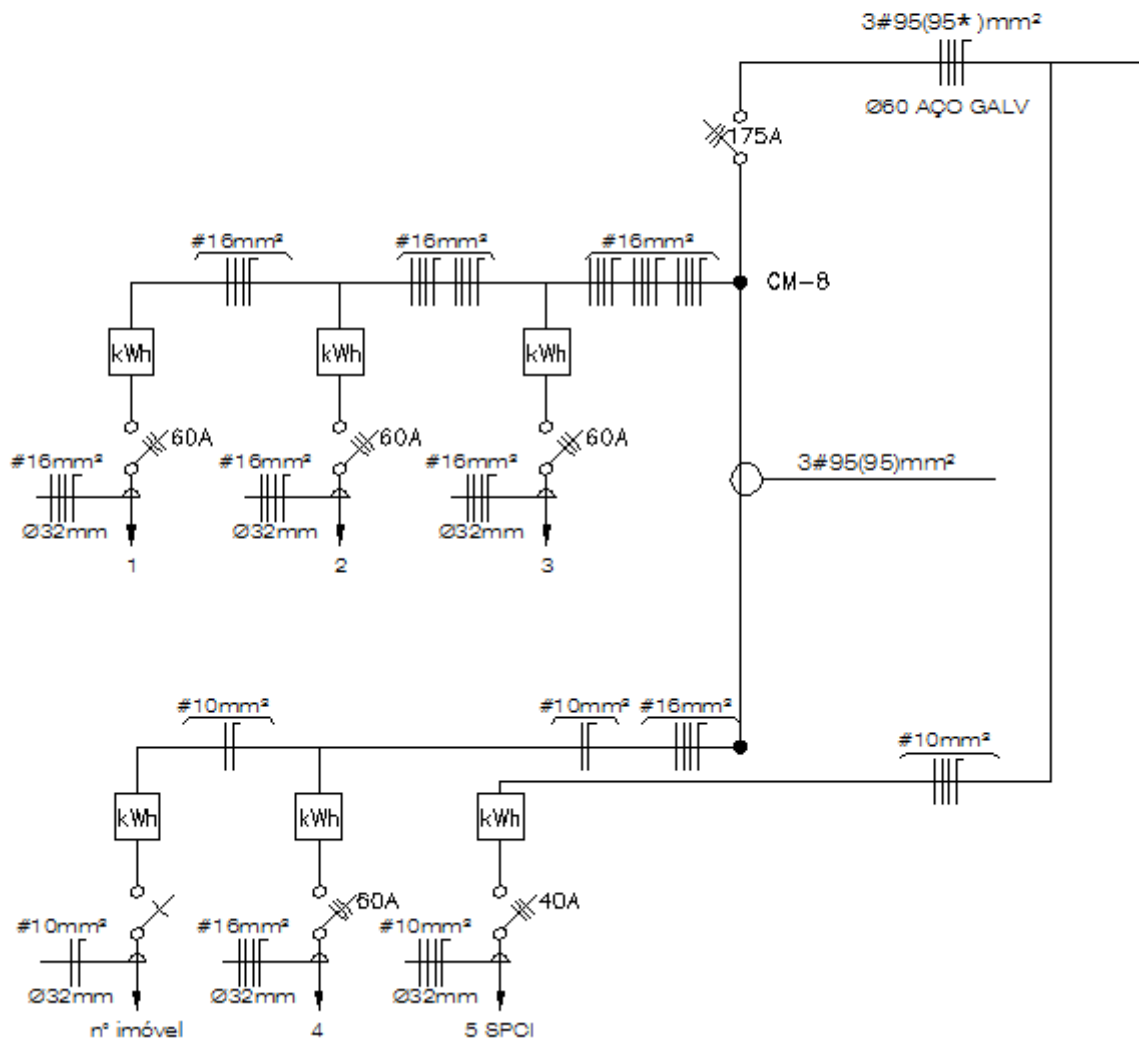 3#95(95*)mm²
Ø60 AÇO GALV
175A
#16mm² #16mm² #16mm²
CM-8
kWh kWh kWh
60A 60A 60A
#16mm² #16mm² #16mm²
3#95(95)mm²
Ø32mm Ø32mm Ø32mm
1 2 3
#10mm² #10mm² #16mm²
#10mm²
kWh kWh kWh
60A 40A
#10mm² #16mm² #10mm²
Ø32mm Ø32mm Ø32mm
n° imóvel 4 5 SPCI